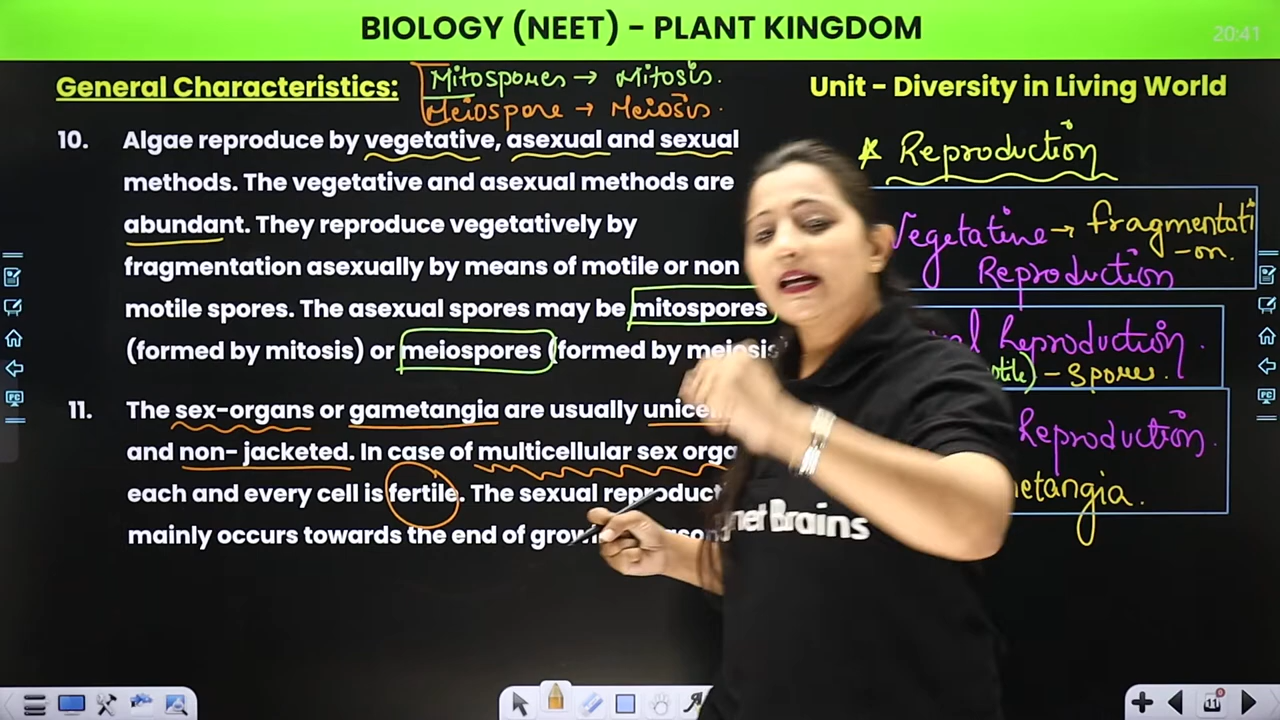 BIOLOGY (NEET) - PLANT KINGDOM
20:41
General Characteristics:
Mitospores → Mitosis.
Meiospore → Meiosis.
Unit - Diversity in Living World
10. Algae reproduce by vegetative, asexual and sexual
methods. The vegetative and asexual methods are
abundant. They reproduce vegetatively by
fragmentation asexually by means of motile or non
motile spores. The asexual spores may be mitospores
(formed by mitosis) or meiospores (formed by meiosis
11. The sex-organs or gametangia are usually
and non- jacketed. In case of multicellular sex
each and every cell is fertile. The sexual
mainly occurs towards the end of
* Reproduction
Vegetative → fragmentati
-on.
Reproduction
Reproduction.
- Spores.
Reproduction.
Brains
11